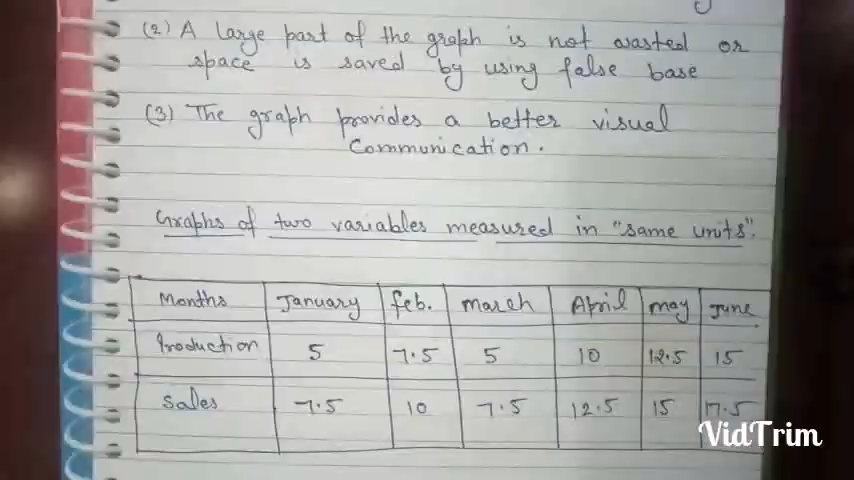 (2) A large part of the graph is not wasted or
space is saved by using false base
(3) The graph provides a better visual
Communication.
Graphs of two variables measured in "same units".
Months January feb. march April may June
Production 5 7.5 5 10 12.5 15
Sales 7.5 10 7.5 12.5 15 17.5
VidTrim